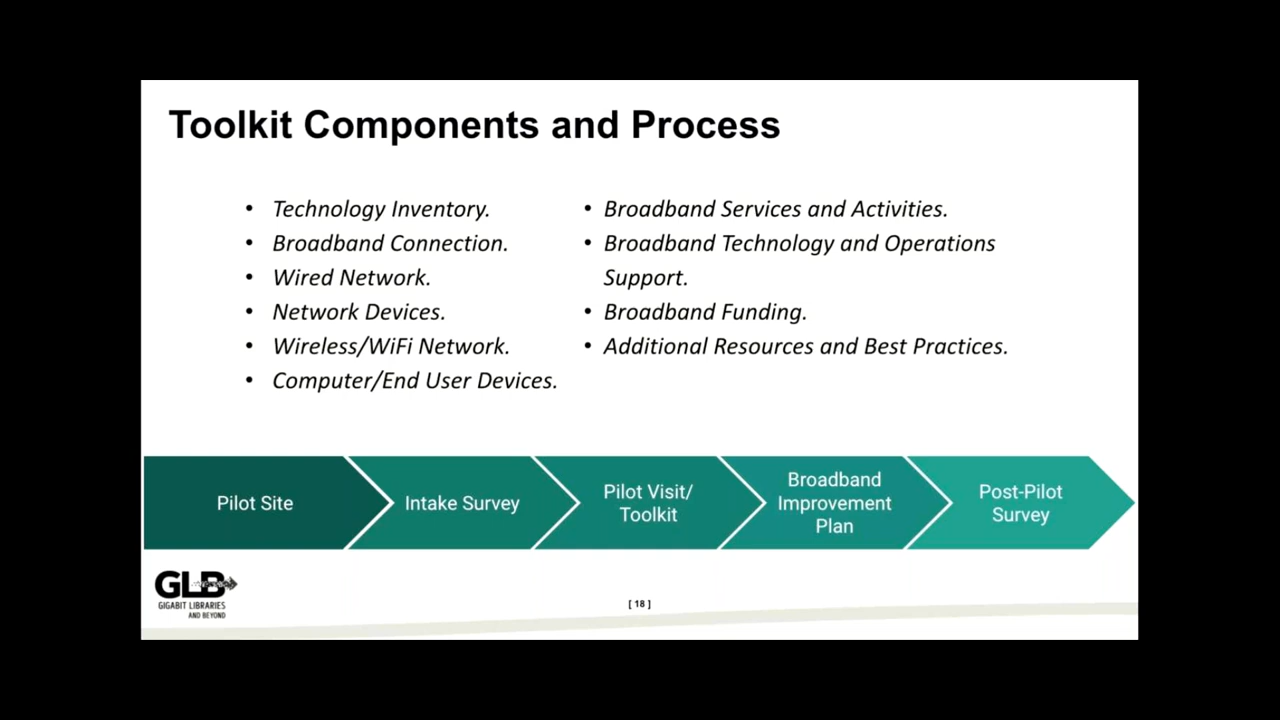 Toolkit Components and Process
• Technology Inventory.
• Broadband Connection.
• Wired Network.
• Network Devices.
• Wireless/WiFi Network.
• Computer/End User Devices.
• Broadband Services and Activities.
• Broadband Technology and Operations
Support.
• Broadband Funding.
• Additional Resources and Best Practices.
Pilot Site
Intake Survey
Pilot Visit/
Toolkit
Broadband
Improvement
Plan
Post-Pilot
Survey
GLB
GIGABIT LIBRARIES
AND BEYOND
[ 18 ]